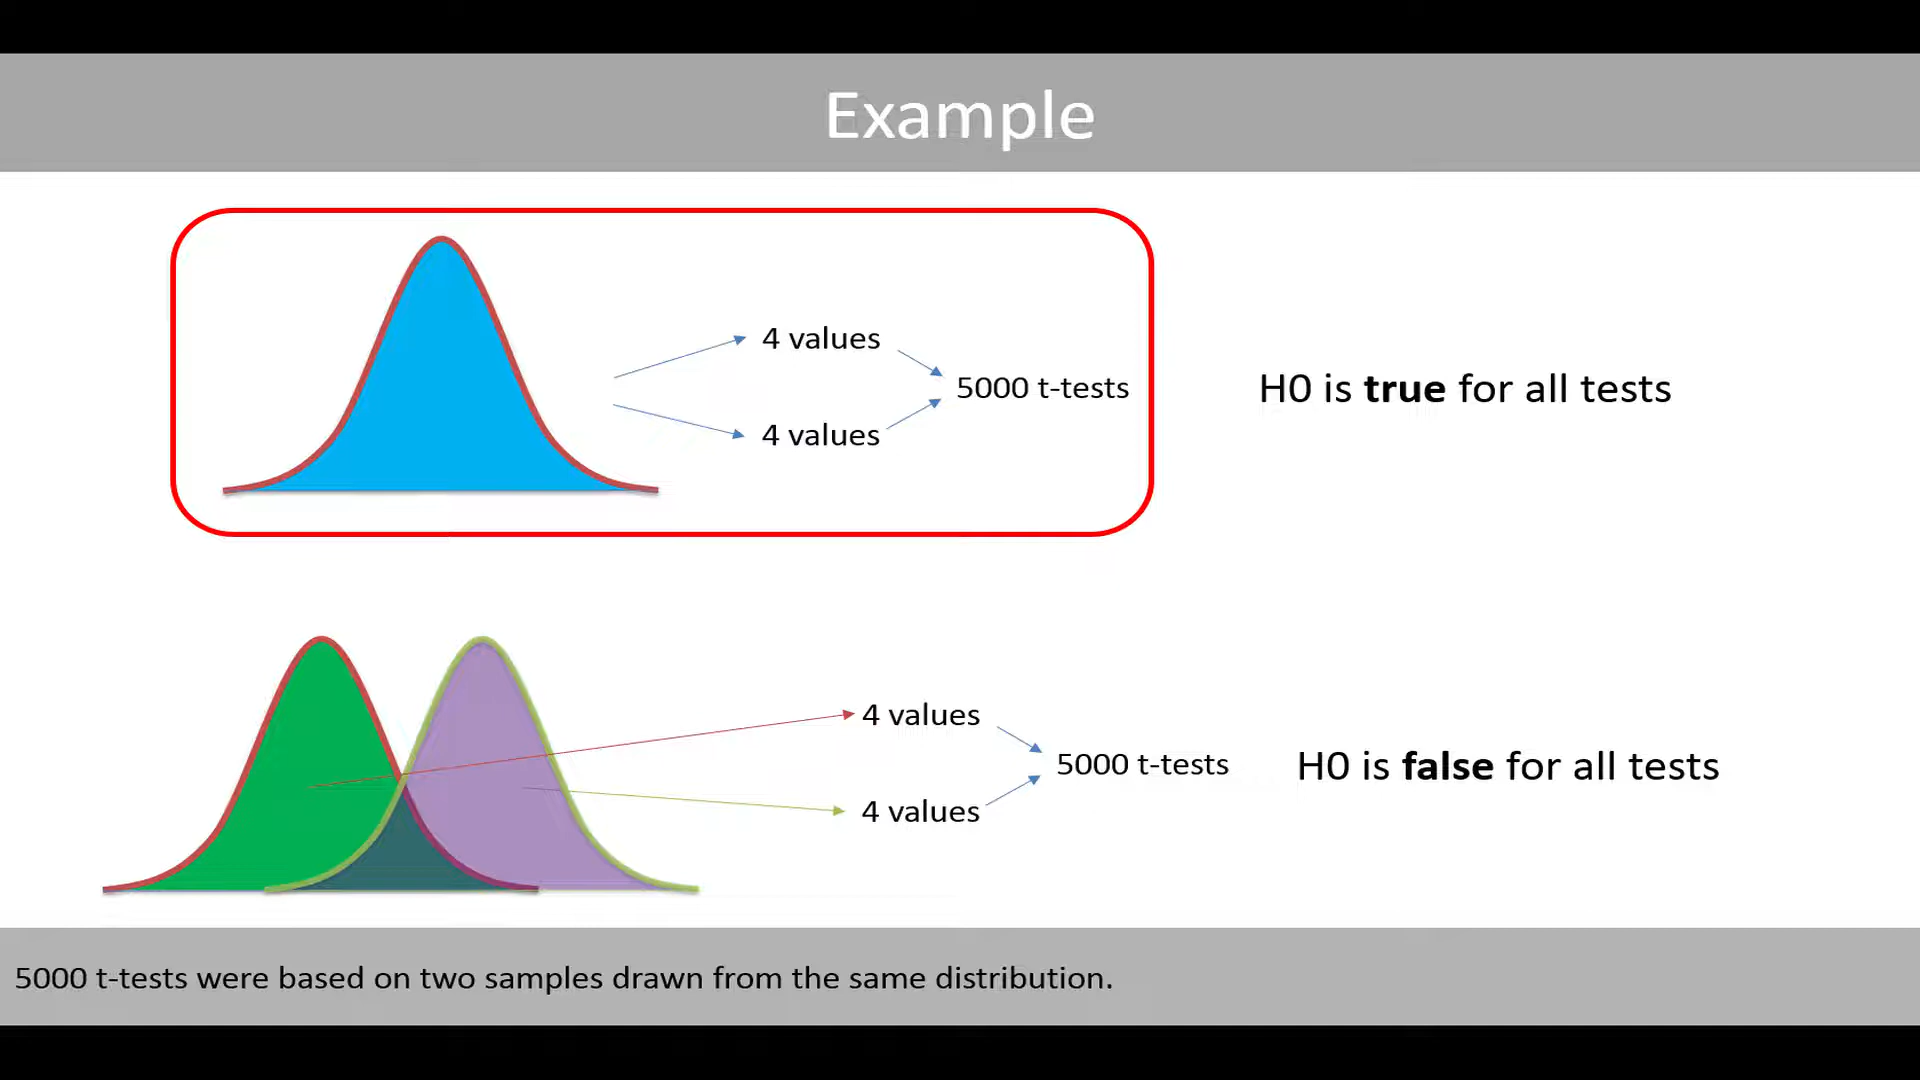 Example
4 values
5000 t-tests
4 values
H0 is true for all tests
4 values
5000 t-tests
4 values
H0 is false for all tests
5000 t-tests were based on two samples drawn from the same distribution.